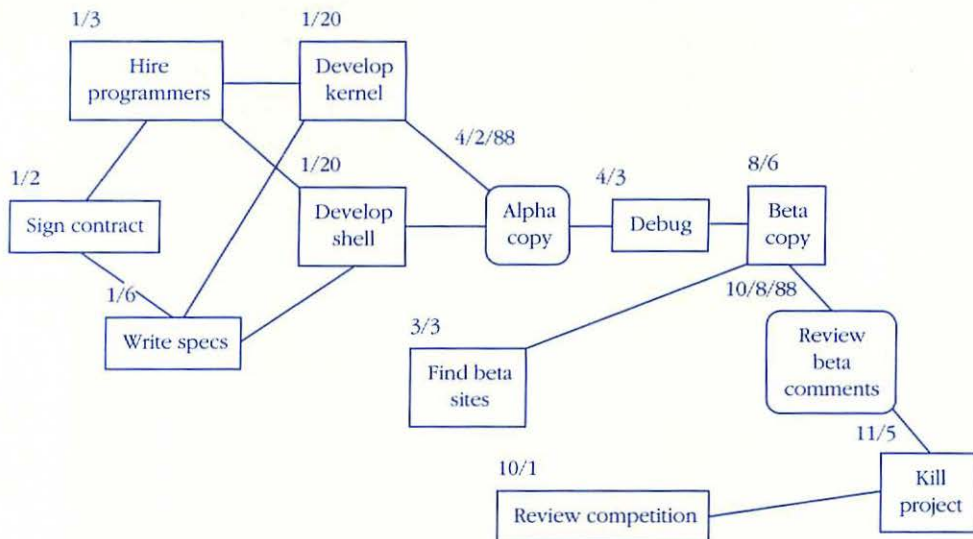 1/3
Hire
programmers
1/20
Develop
kernel
4/2/88
1/2
Sign contract
1/20
Develop
shell
Alpha
copy
4/3
Debug
8/6
Beta
copy
1/6
Write specs
3/3
Find beta
sites
10/8/88
Review
beta
comments
10/1
Review competition
11/5
Kill
project